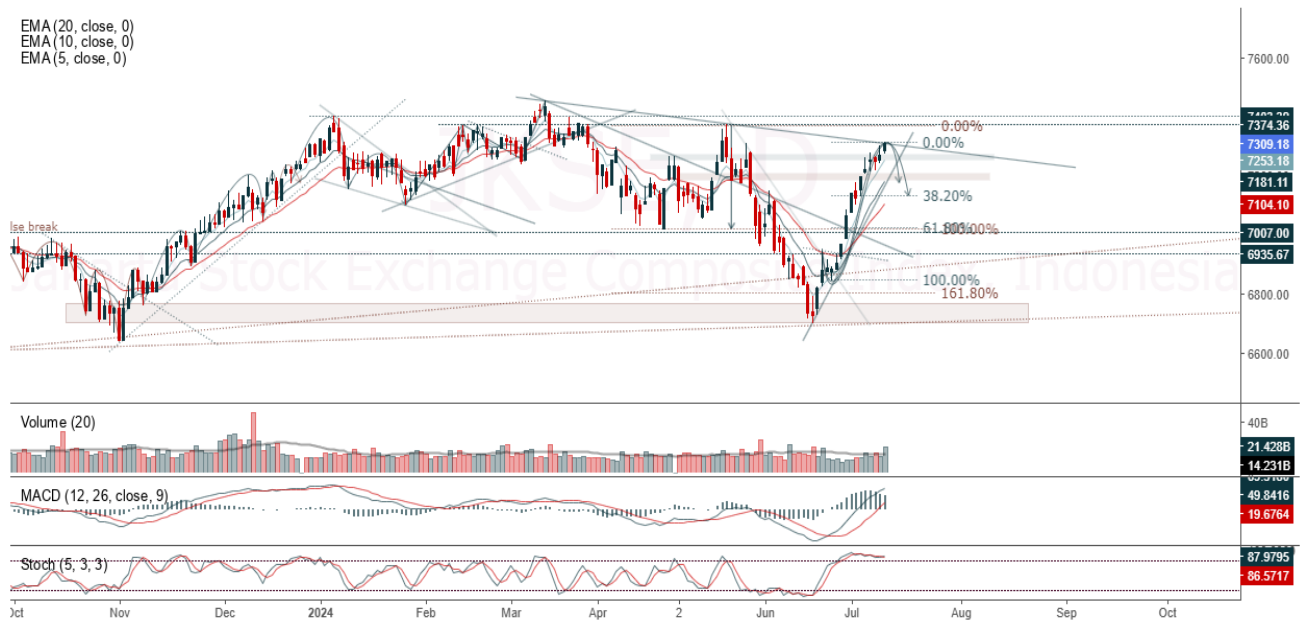 EMA (20, close, 0)
EMA (10, close, 0)
EMA (5, close, 0)
7600.00
7374.36
7309.18
7253.18
7181.11
7104.10
7007.00
6935.67
6800.00
6600.00
0.00%
0.00%
38.20%
100.00%
161.80%
lse break
JKSE D
Stock Exchange Composite Indonesia
Volume (20)
40B
21.428B
14.231B
MACD (12, 26, close, 9)
49.8416
19.6764
Stoch (5, 3, 3)
87.9795
86.5717
Oct Nov Dec 2024 Feb Mar Apr 2 Jun Jul Aug Sep Oct